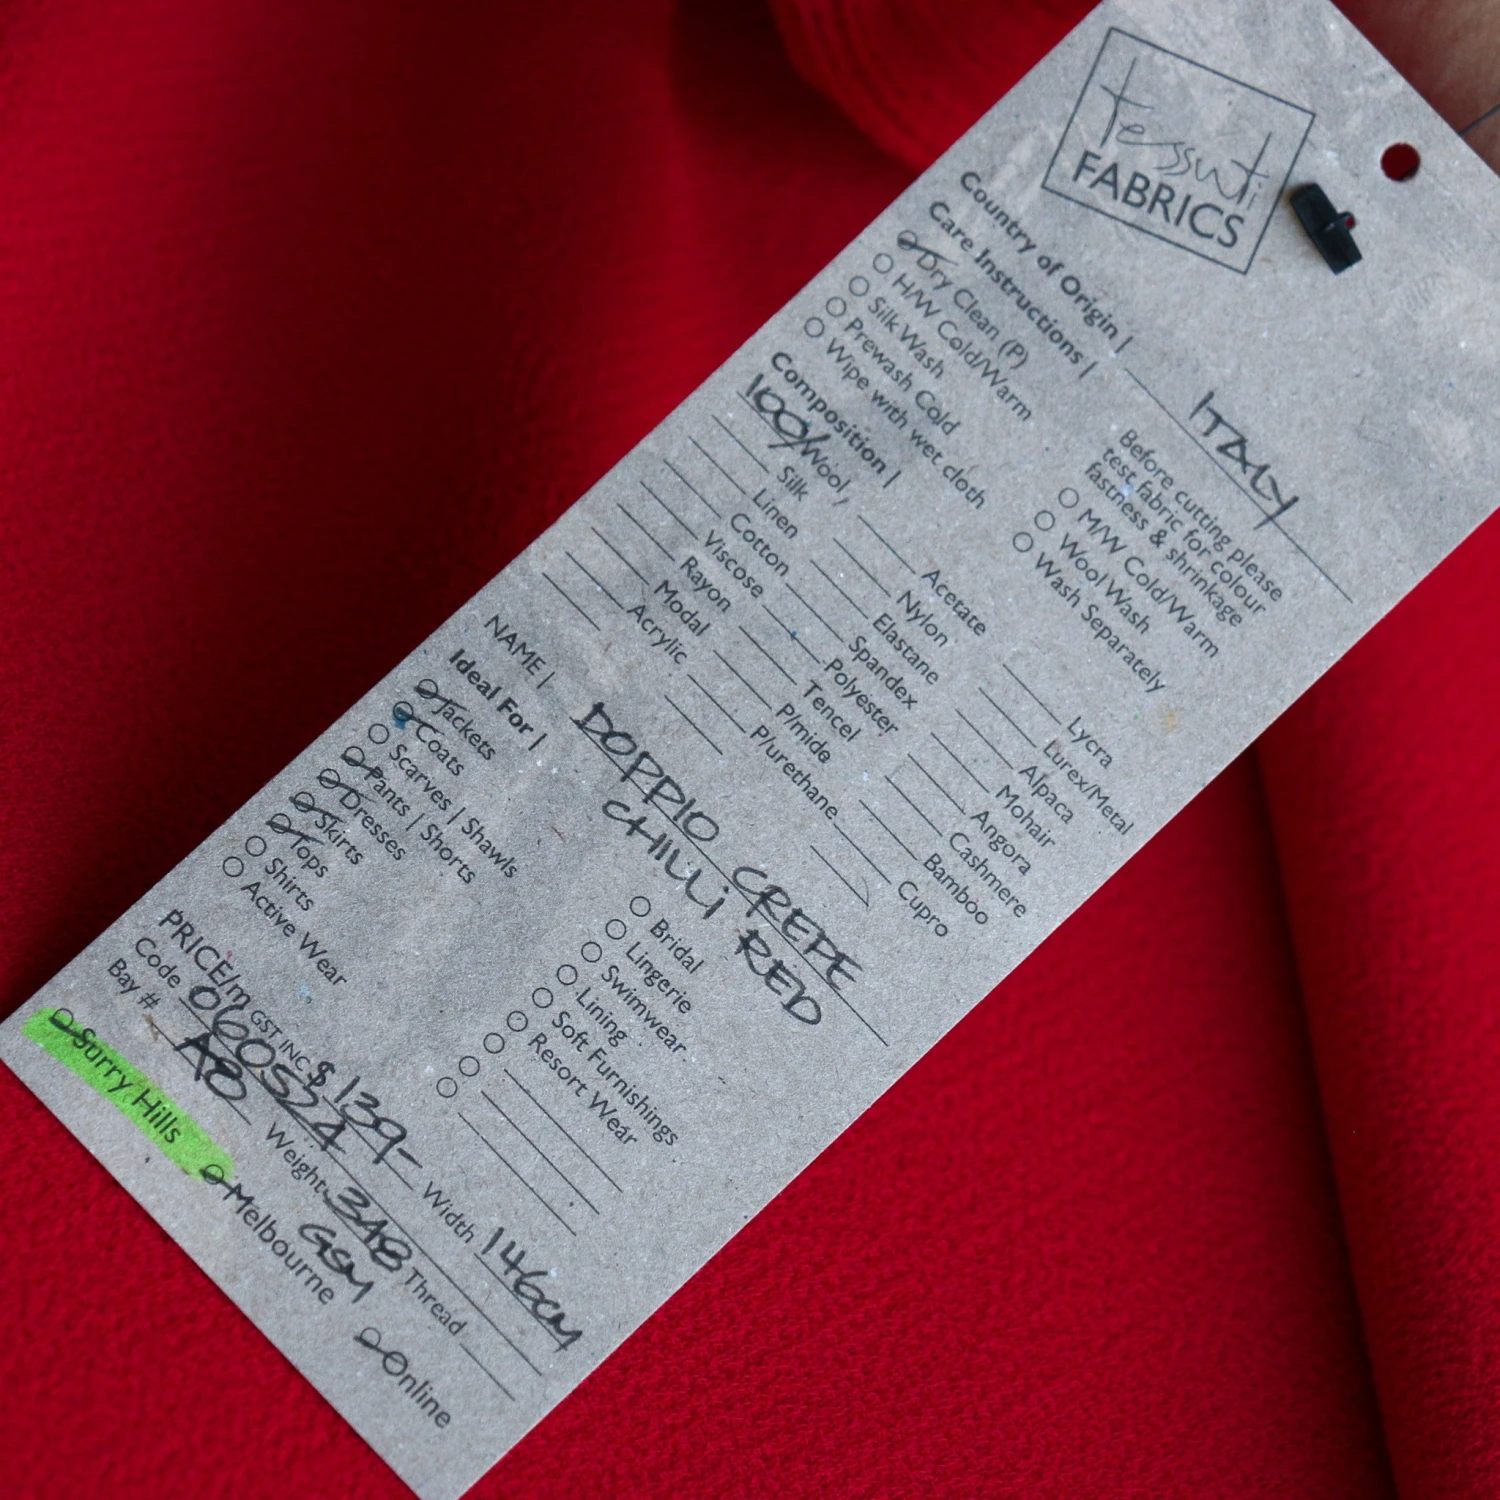 tessuti
FABRICS
Country of Origin | ITALY
Care Instructions |
Dry Clean (P)
H/W Cold/Warm
Silk Wash
Prewash Cold
Wipe with wet cloth
Before cutting please
test fabric for colour
fastness & shrinkage
M/W Cold/Warm
Wool Wash
Wash Separately
Composition |
100% Wool
Silk
Linen
Cotton
Viscose
Rayon
Modal
Acrylic
Acetate
Nylon
Elastane
Spandex
Polyester
Tencel
P/mide
P/urethane
Lycra
Lurex/Metal
Alpaca
Mohair
Angora
Cashmere
Bamboo
Cupro
NAME | DOPPIO CREPE
CHILLI RED
Ideal For |
Jackets
Coats
Scarves | Shawls
Pants | Shorts
Dresses
Skirts
Tops
Shirts
Active Wear
Bridal
Lingerie
Swimwear
Lining
Soft Furnishings
Resort Wear
PRICE/m GST INC $139- Width 146CM
Code 060524 Weight 348 GSM Thread
Bay # A8
Surry Hills Melbourne Online